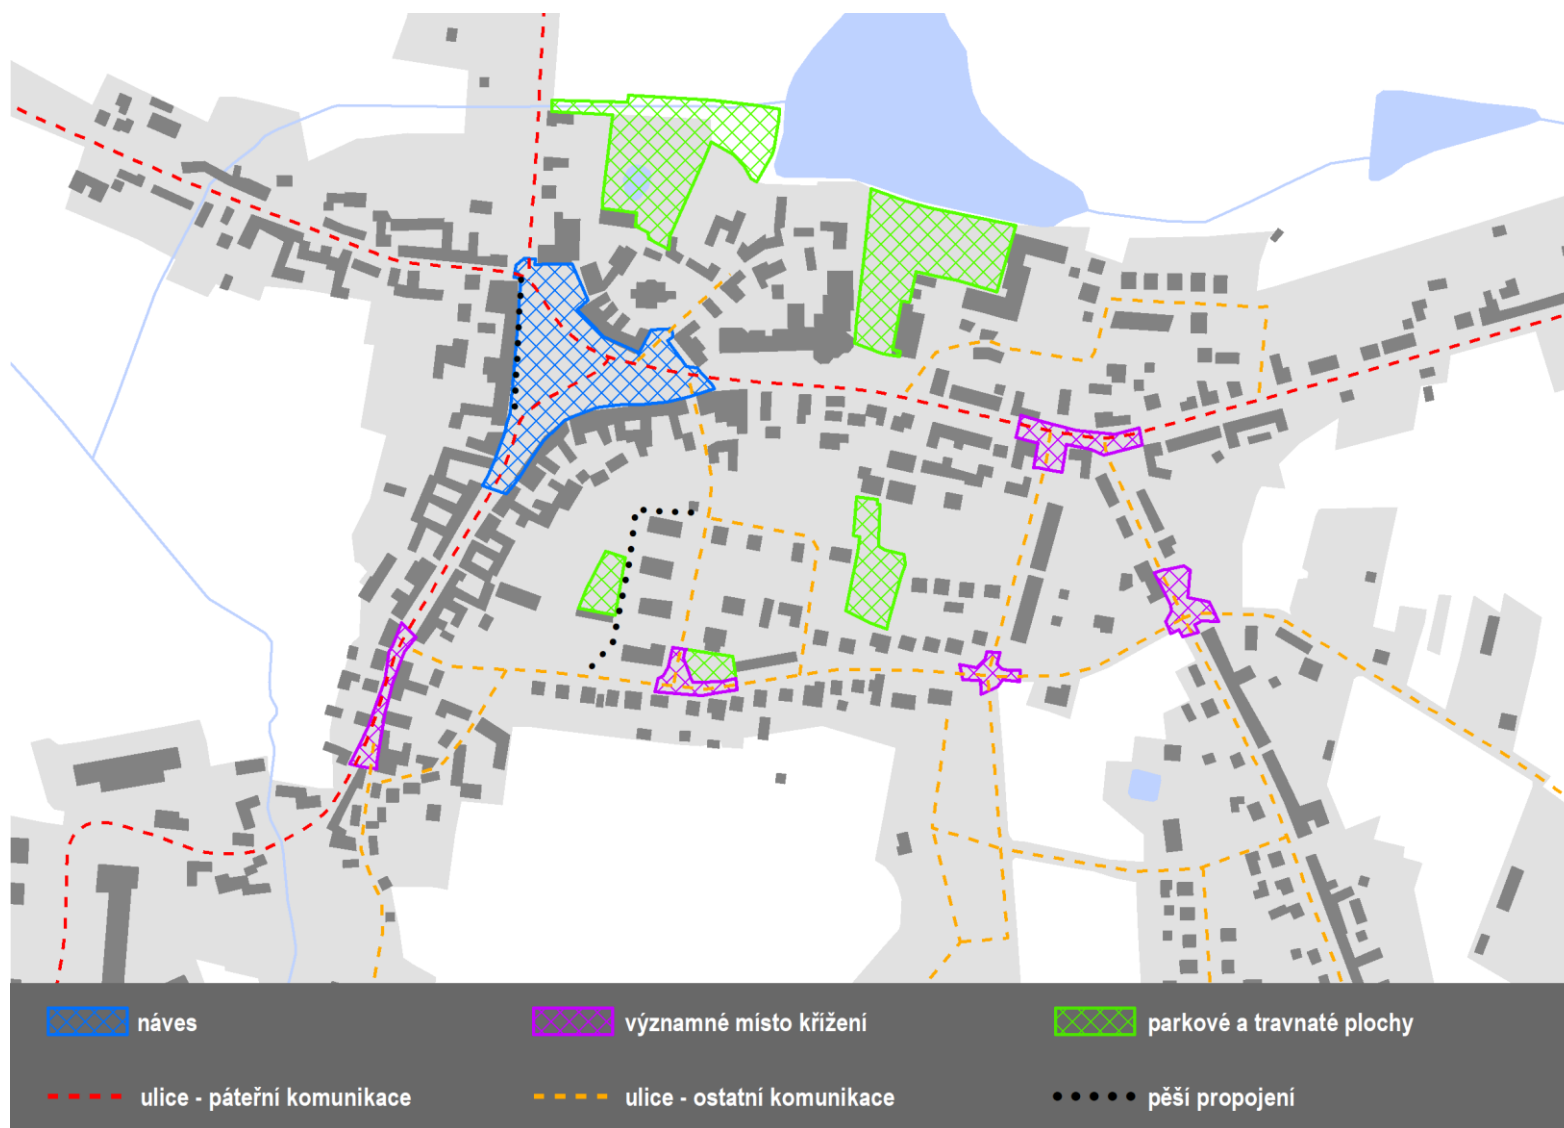 náves
významné místo křížení
parkové a travnaté plochy
ulice - páteřní komunikace
ulice - ostatní komunikace
pěší propojení